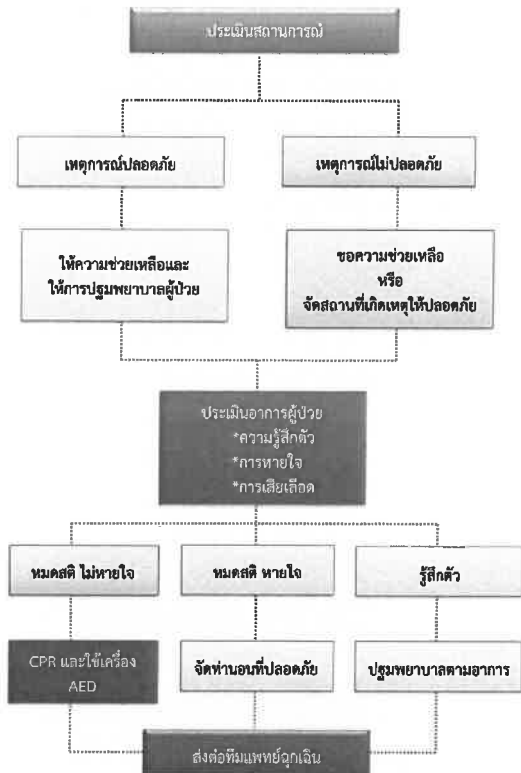 ประเมินสถานการณ์
เหตุการณ์ปลอดภัย
เหตุการณ์ไม่ปลอดภัย
ให้ความช่วยเหลือและ
ให้การปฐมพยาบาลผู้ป่วย
ขอความช่วยเหลือ
หรือ
จัดสถานที่เกิดเหตุให้ปลอดภัย
ประเมินอาการผู้ป่วย
*ความรู้สึกตัว
*การหายใจ
*การเสียเลือด
หมดสติ ไม่หายใจ
หมดสติ หายใจ
รู้สึกตัว
CPR และใช้เครื่อง
AED
จัดท่านอนที่ปลอดภัย
ปฐมพยาบาลตามอาการ
ส่งต่อทีมแพทย์ฉุกเฉิน